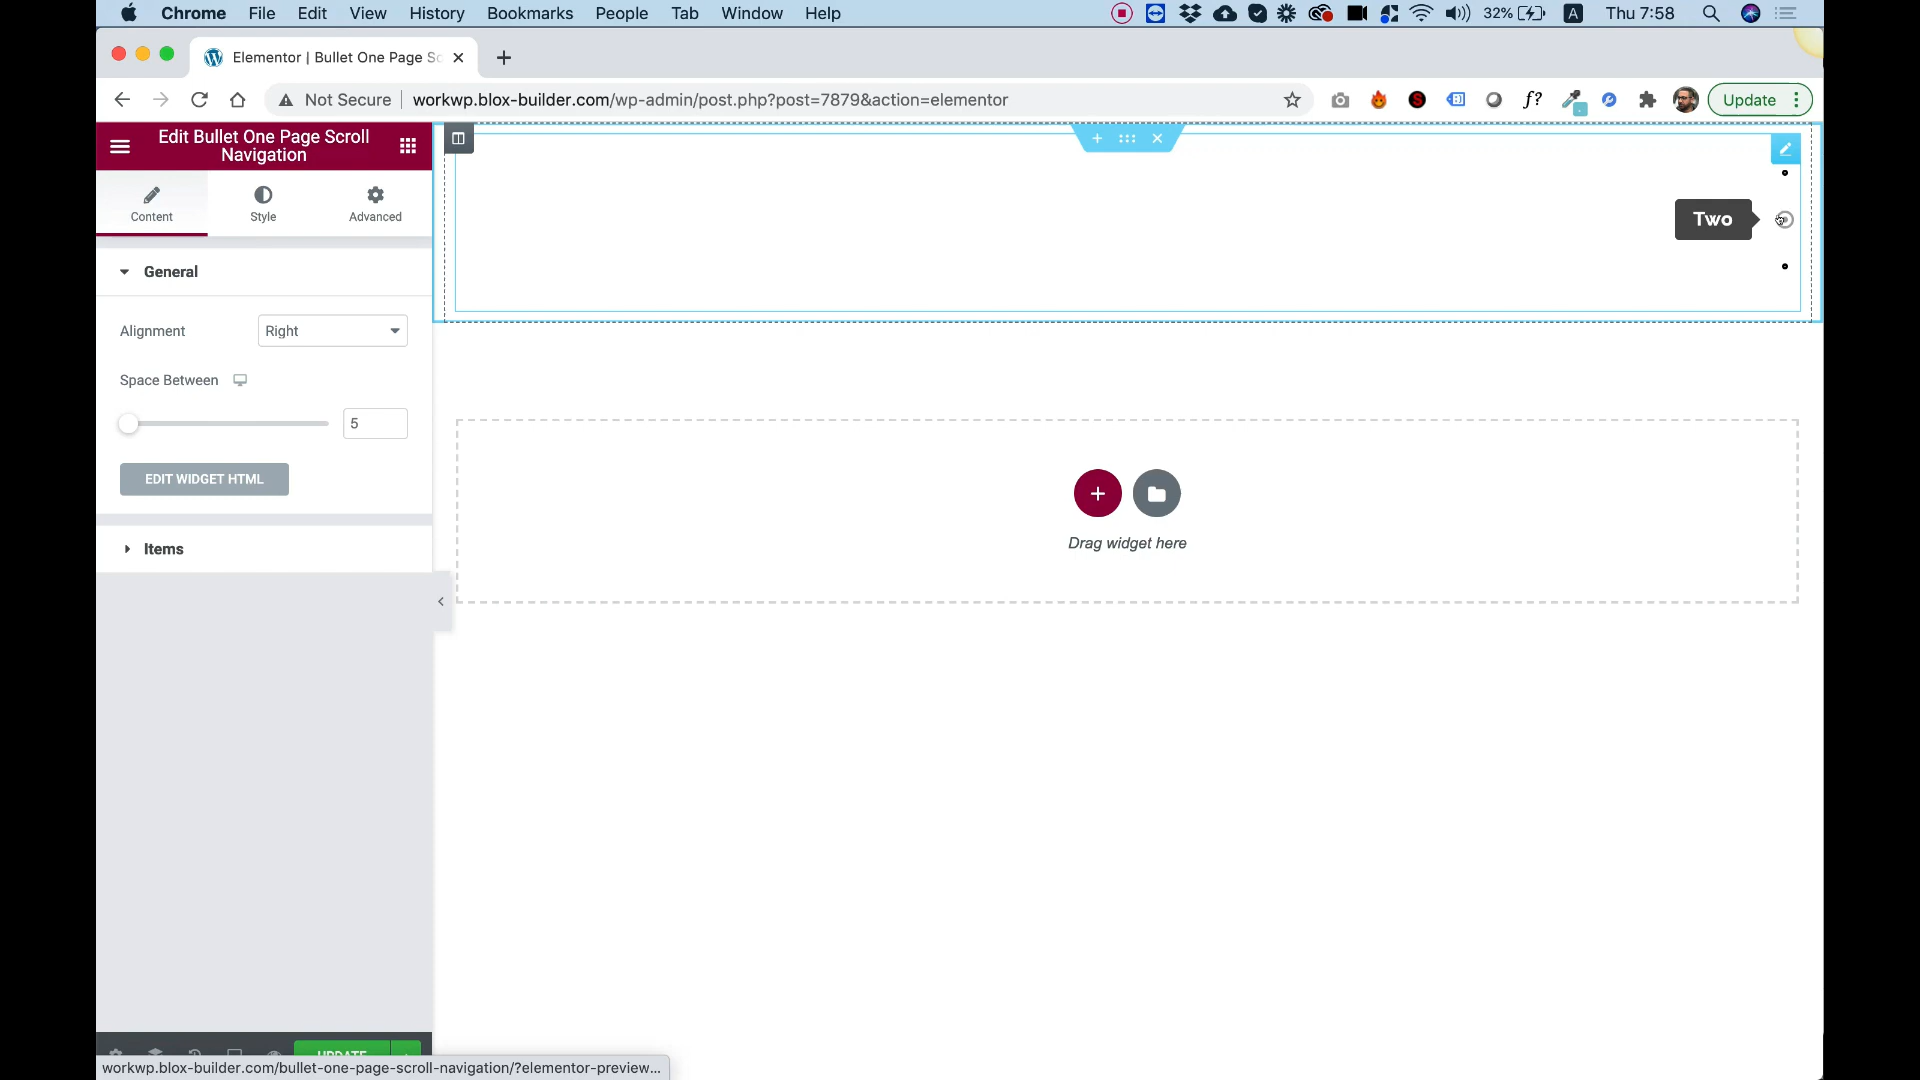 Chrome File Edit View History Bookmarks People Tab Window Help 32% A Thu 7:58
Elementor | Bullet One Page Sc
Not Secure workwp.blox-builder.com/wp-admin/post.php?post=7879&action=elementor f? Update
Edit Bullet One Page Scroll
Navigation
Content Style Advanced
Two
General
Alignment Right
Space Between
5
EDIT WIDGET HTML
Items
Drag widget here
UPDATE
workwp.blox-builder.com/bullet-one-page-scroll-navigation/?elementor-preview...